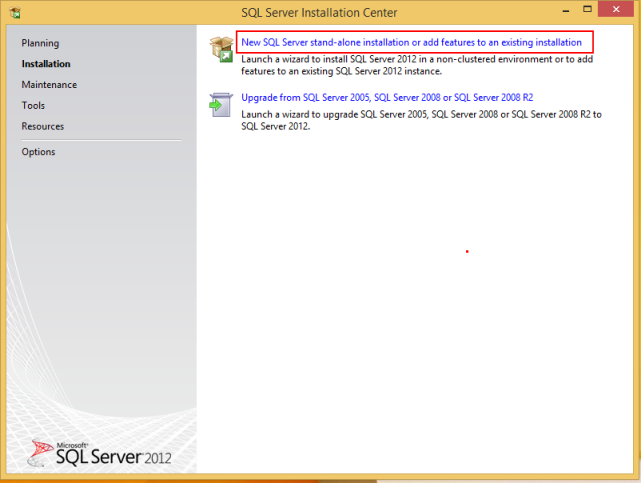 SQL Server Installation Center
Planning
Installation
Maintenance
Tools
Resources
Options
New SQL Server stand-alone installation or add features to an existing installation
Launch a wizard to install SQL Server 2012 in a non-clustered environment or to add
features to an existing SQL Server 2012 instance.
Upgrade from SQL Server 2005, SQL Server 2008 or SQL Server 2008 R2
Launch a wizard to upgrade SQL Server 2005, SQL Server 2008 or SQL Server 2008 R2 to
SQL Server 2012.
Microsoft®
SQL Server 2012